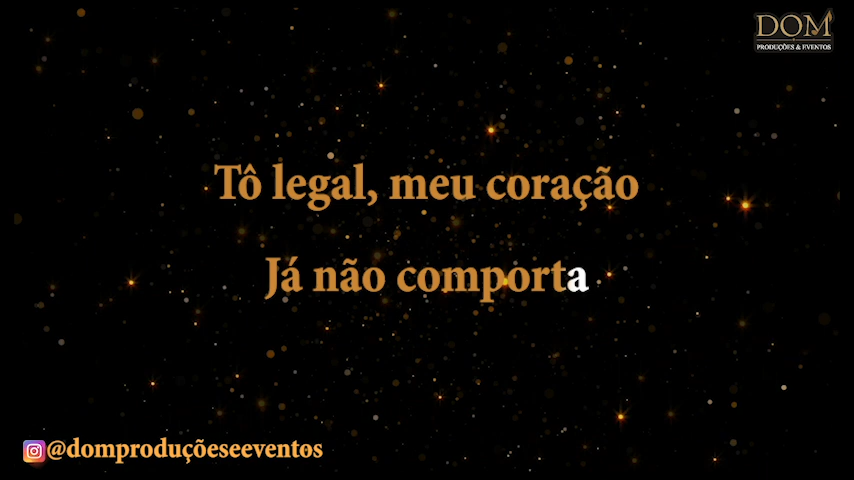 DOM
PRODUÇÕES & EVENTOS
Tô legal, meu coração
Já não comporta
@domproduçõeseeventos